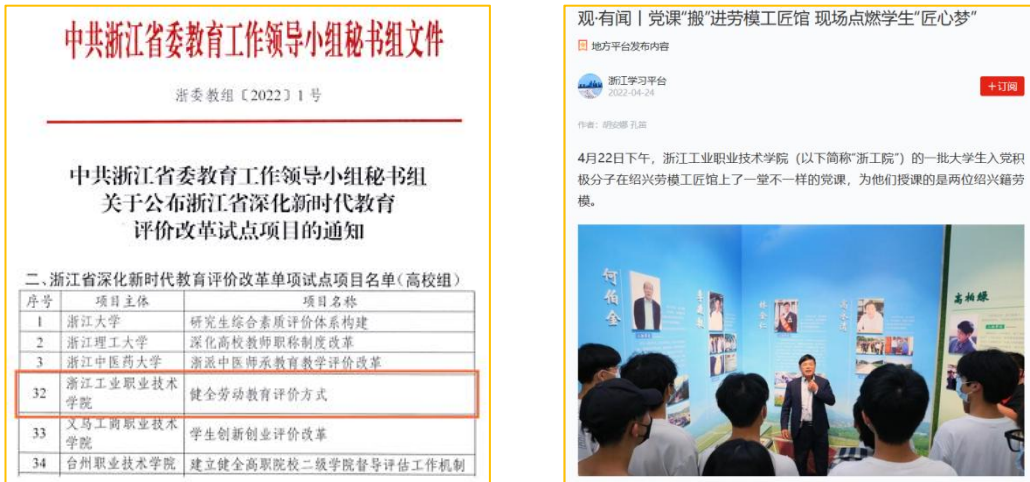 中共浙江省委教育工作领导小组秘书组文件
浙委教组〔2022〕1号
中共浙江省委教育工作领导小组秘书组
关于公布浙江省深化新时代教育
评价改革试点项目的通知
二、浙江省深化新时代教育评价改革单项试点项目名单(高校组)
序号 项目主体 项目名称
1 浙江大学 研究生综合素质评价体系构建
2 浙江理工大学 深化高校教师职称制度改革
3 浙江中医药大学 浙派中医师承教育教学评价改革
32 浙江工业职业技术学院 健全劳动教育评价方式
33 义乌工商职业技术学院 学生创新创业评价改革
34 台州职业技术学院 建立健全高职院校二级学院督导评估工作机制
观·有闻丨党课“搬”进劳模工匠馆 现场点燃学生“匠心梦”
地方平台发布内容
浙江学习平台
2022-04-24
+订阅
4月22日下午，浙江工业职业技术学院（以下简称“浙工院”）的一批大学生入党积
极分子在绍兴劳模工匠馆上了一堂不一样的党课，为他们授课的是两位绍兴籍劳
模。
何伯全
高柏绿